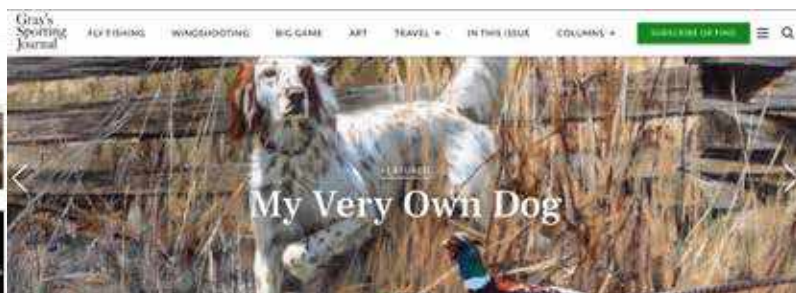 Gray's
Sporting
Journal
FLY FISHING WINGSHOOTING BIG GAME ART TRAVEL IN THIS ISSUE COLUMNS SUBSCRIBE OR FIND
FEATURED
My Very Own Dog